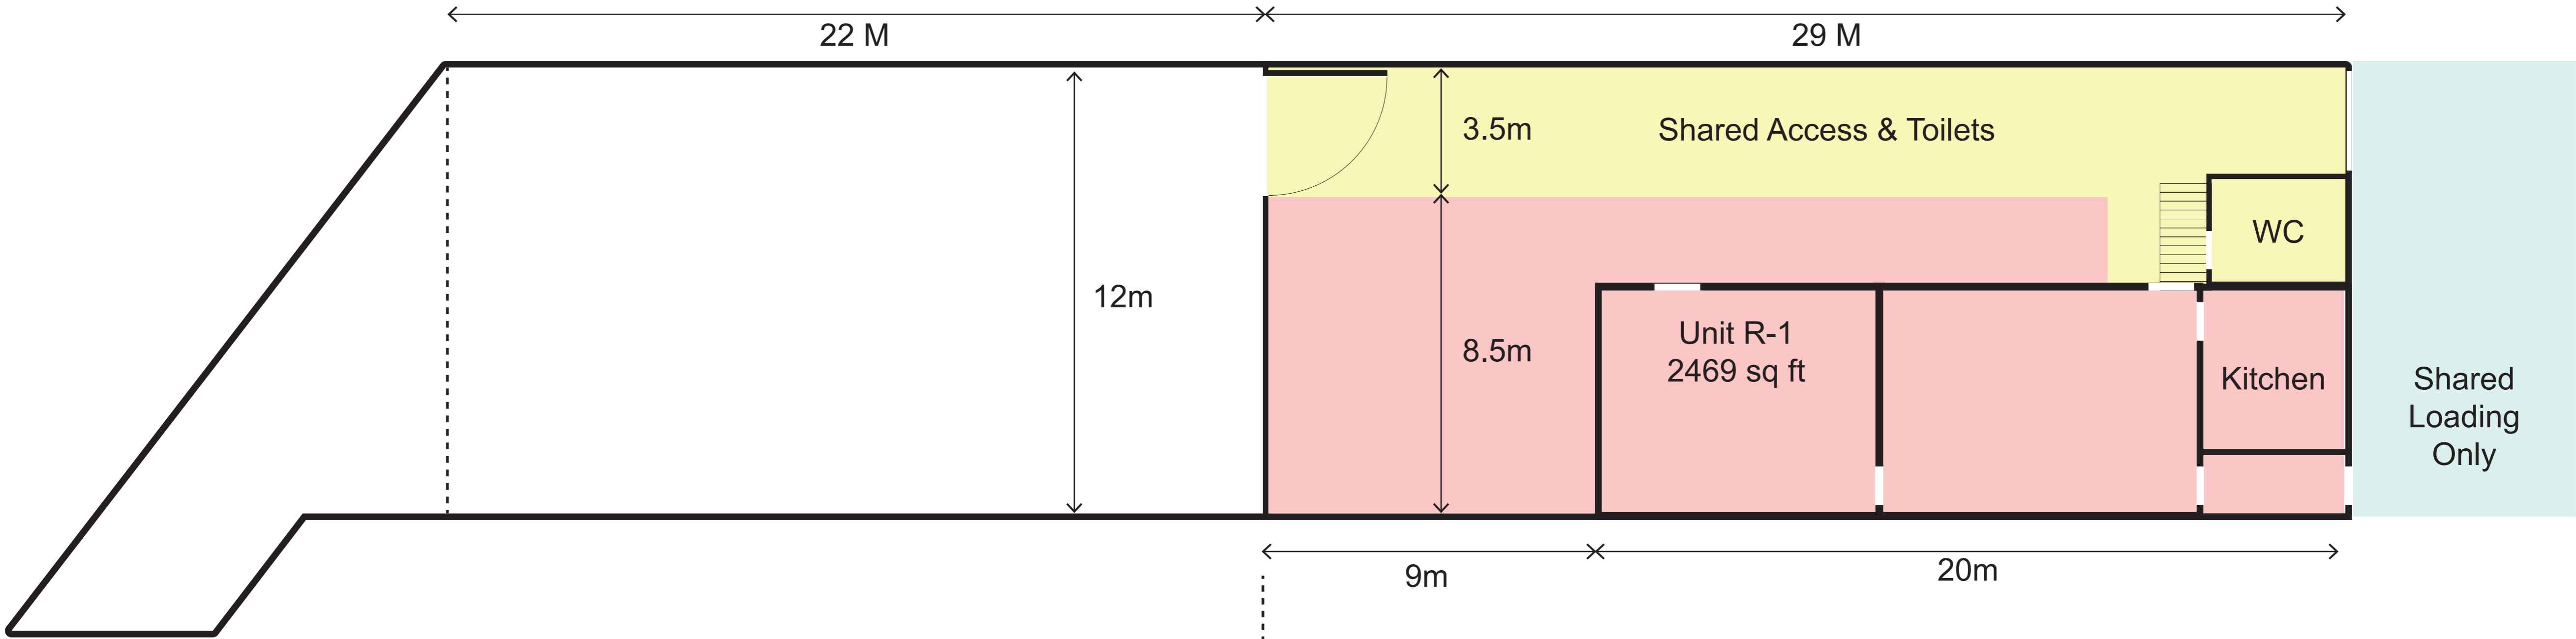 22 M
29 M
3.5m
Shared Access & Toilets
WC
12m
8.5m
Unit R-1
2469 sq ft
Kitchen
Shared
Loading
Only
9m
20m